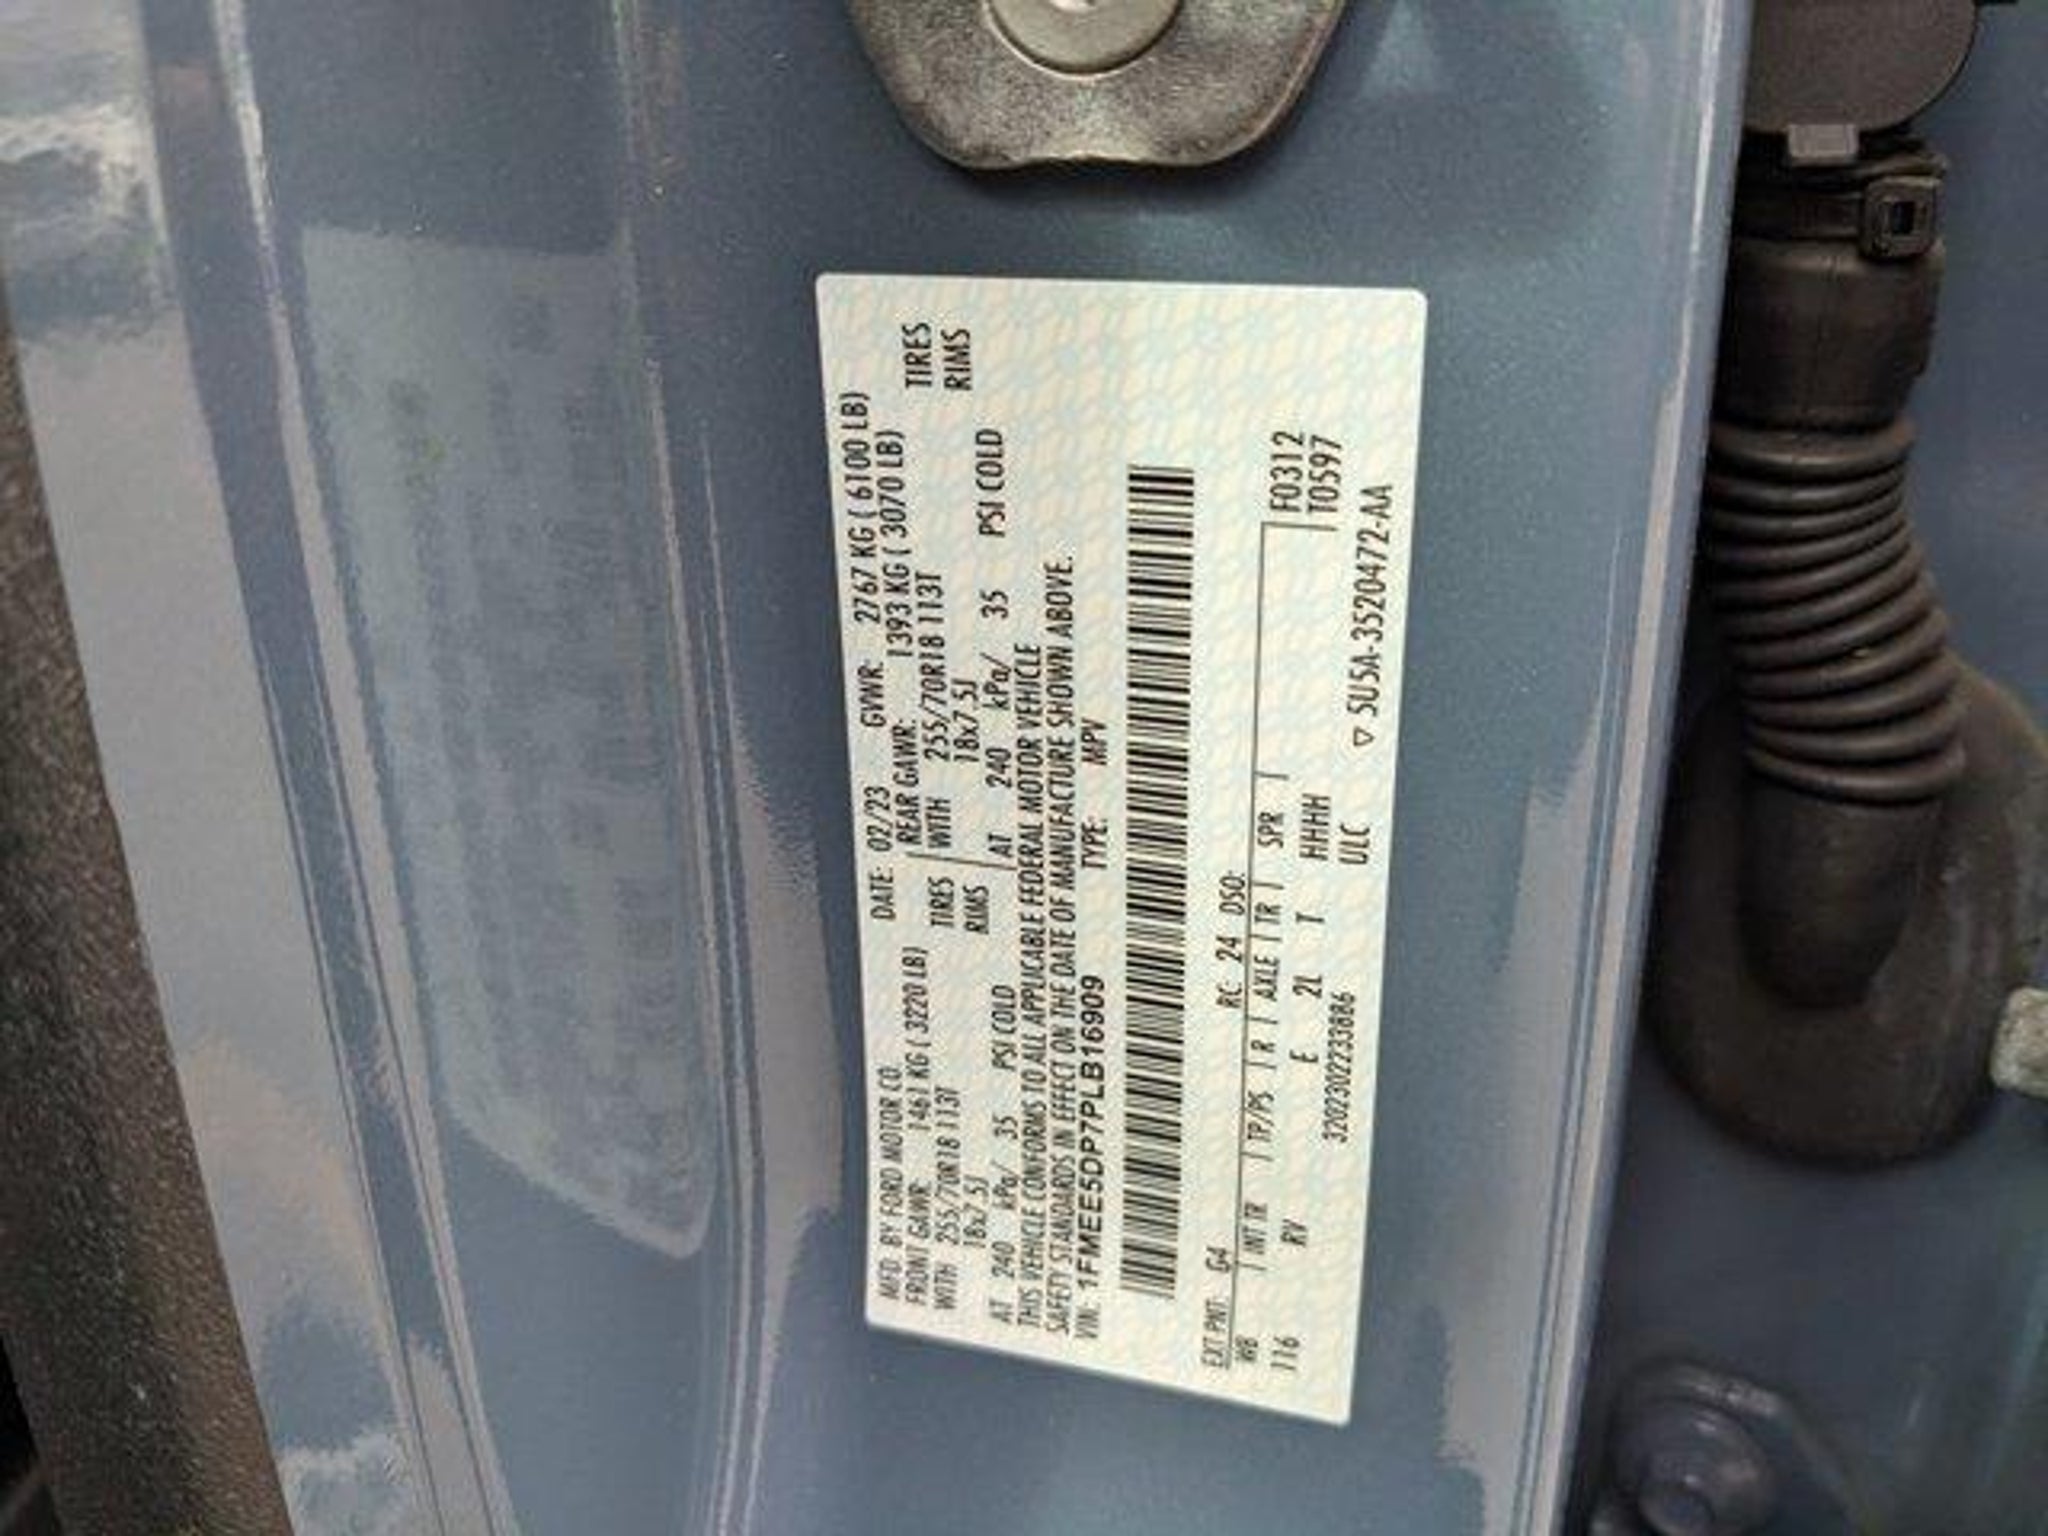 MFD. BY FORD MOTOR CO. DATE: 02/23 GVWR: 2767 KG ( 6100 LB)
FRONT GAWR: 1461 KG ( 3220 LB) REAR GAWR: 1393 KG ( 3070 LB)
WITH 255/70R18 113T TIRES WITH 255/70R18 113T TIRES
18x7.5J RIMS 18x7.5J RIMS
AT 240 kPa/ 35 PSI COLD AT 240 kPa/ 35 PSI COLD
THIS VEHICLE CONFORMS TO ALL APPLICABLE FEDERAL MOTOR VEHICLE
SAFETY STANDARDS IN EFFECT ON THE DATE OF MANUFACTURE SHOWN ABOVE.
VIN: 1FMEE5DP7PLB16909 TYPE: MPV
EXT PNT: G4 RC: 24 DSO: F0312
WB INT TR TP/PS R AXLE TR SPR T0597
116 RV E 2L T HHHH
3202302233886 ULC ▽ 5U5A-3520472-AA